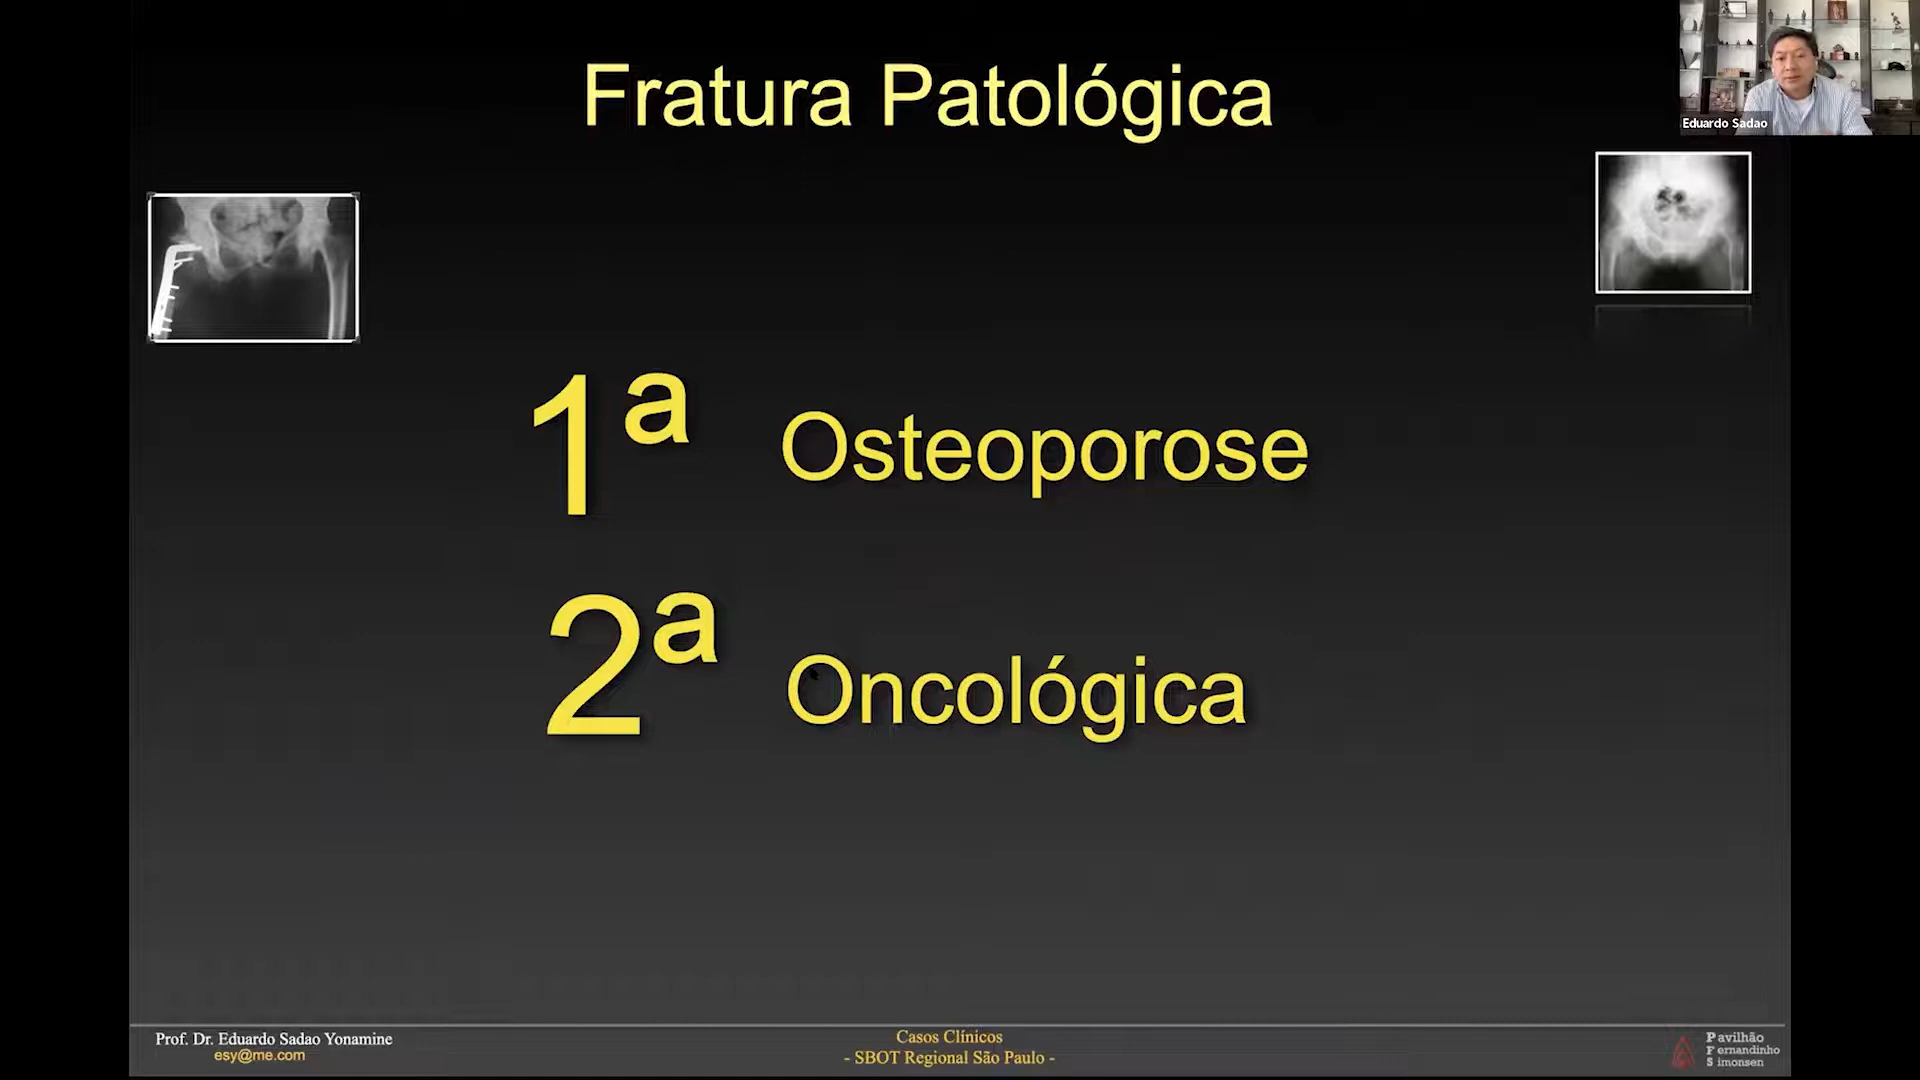 Fratura Patológica
Eduardo Sadao
1ª Osteoporose
2ª Oncológica
Prof. Dr. Eduardo Sadao Yonamine
esy@me.com
Casos Clínicos
- SBOT Regional São Paulo -
Pavilhão
Fernandinho
Simonsen